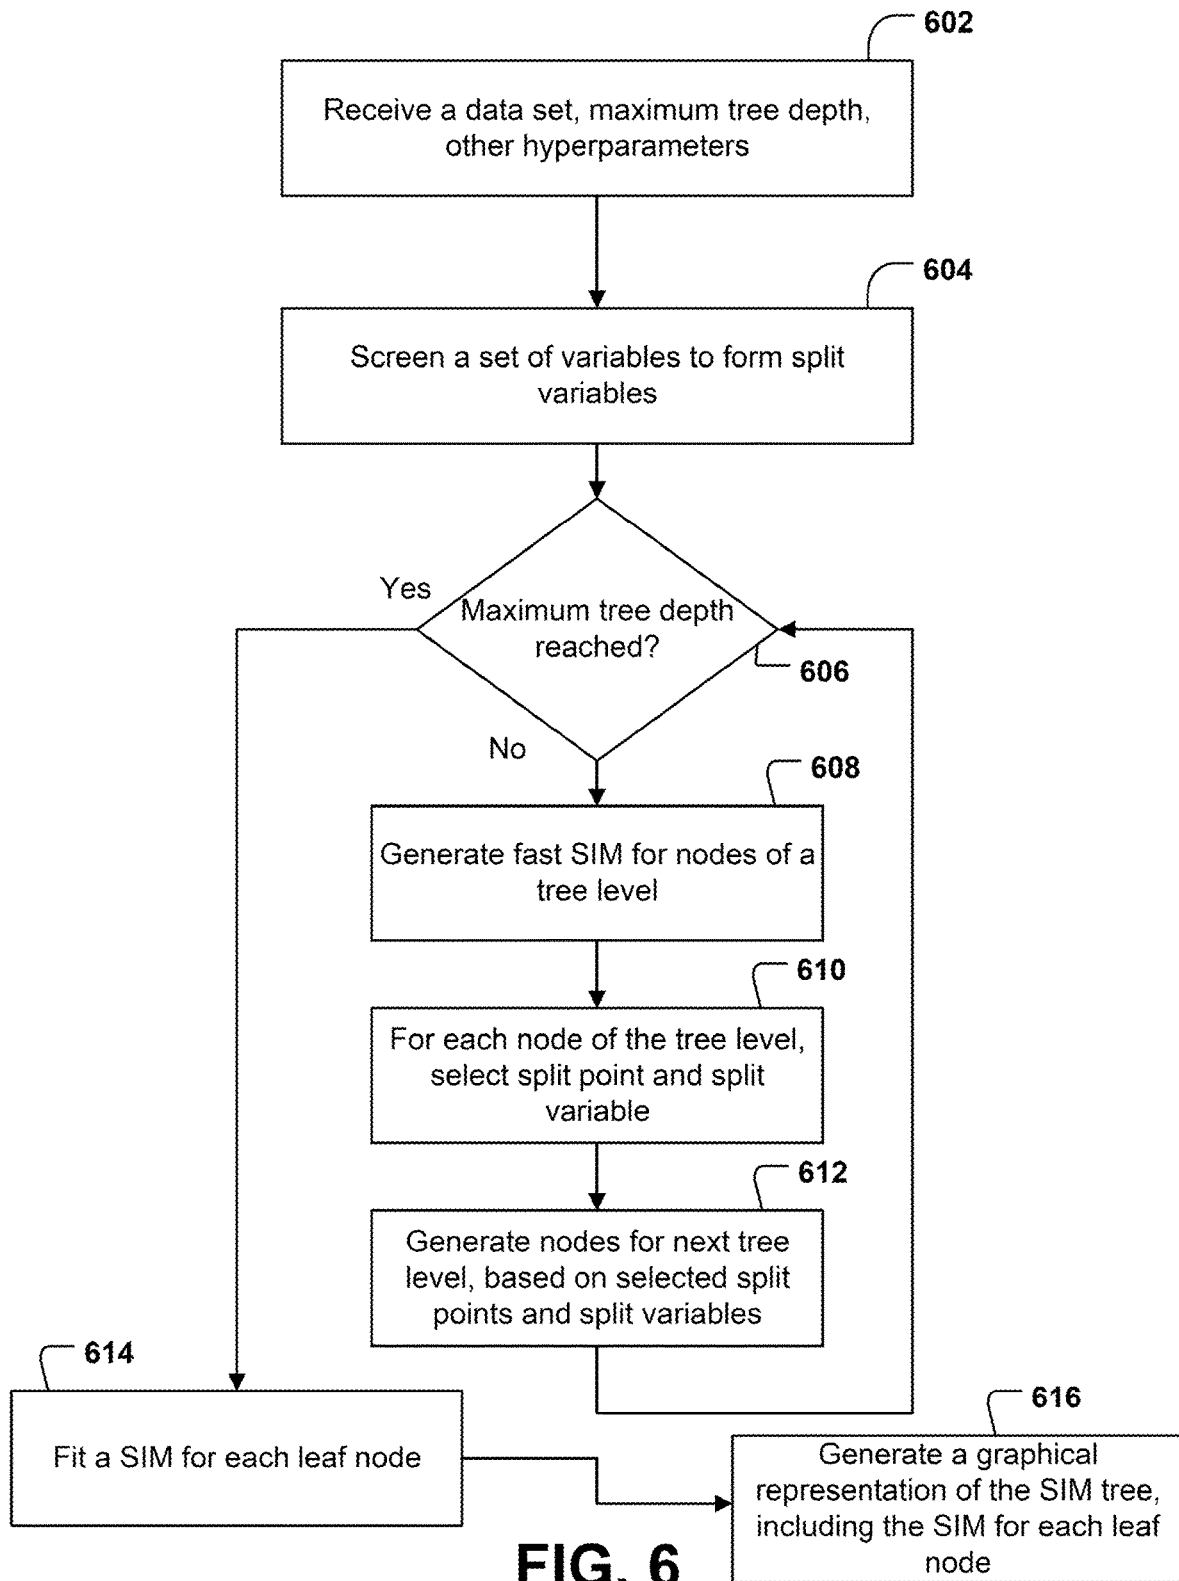 602
Receive a data set, maximum tree depth,
other hyperparameters
604
Screen a set of variables to form split
variables
Yes
Maximum tree depth
reached?
606
No
608
Generate fast SIM for nodes of a
tree level
610
For each node of the tree level,
select split point and split
variable
612
Generate nodes for next tree
level, based on selected split
points and split variables
614
Fit a SIM for each leaf node
616
Generate a graphical
representation of the SIM tree,
including the SIM for each leaf
node
FIG. 6